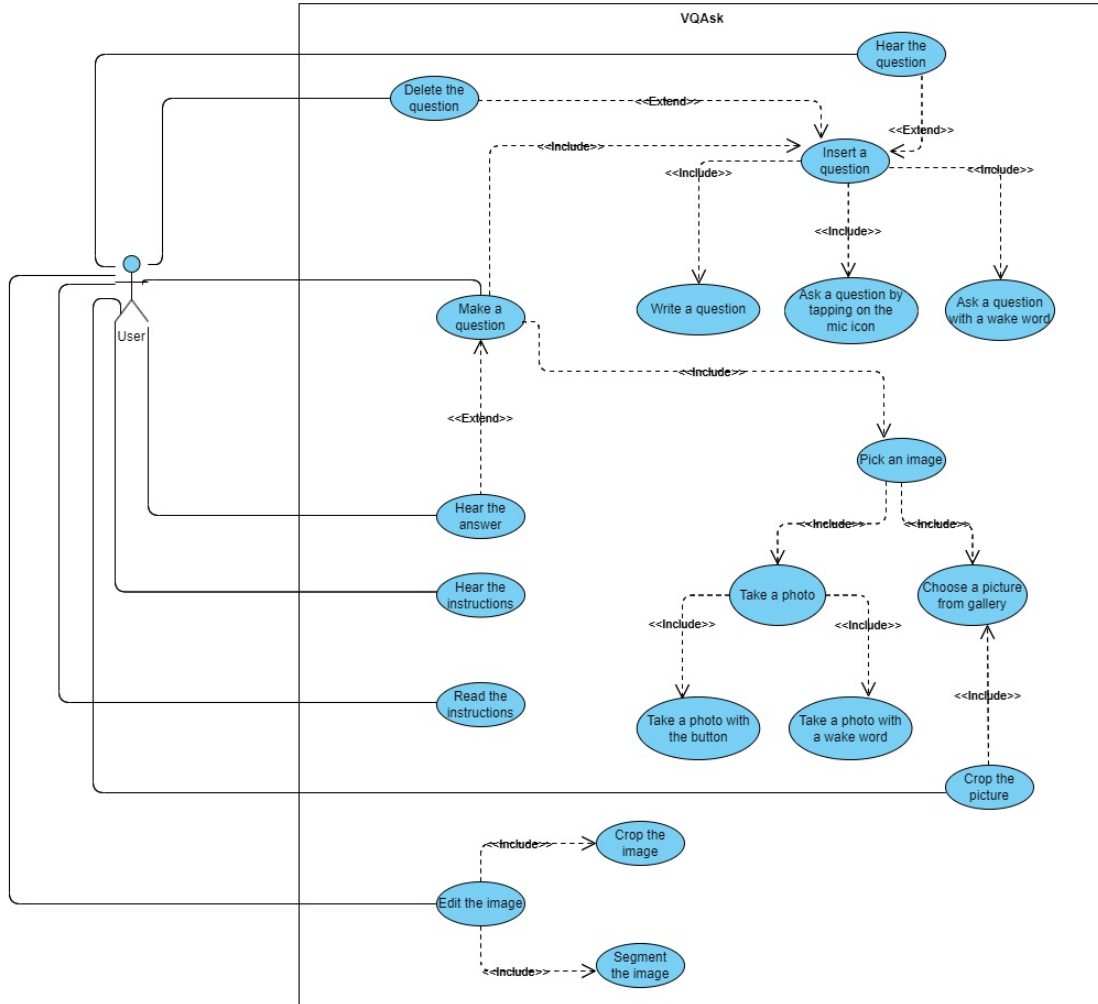 VQAsk
Hear the
question
Delete the
question
<<Extend>>
<<Extend>>
<<Include>>
Insert a
question
<<Include>>
<<Include>>
<<Include>>
User
Make a
question
Write a question
Ask a question by
tapping on the
mic icon
Ask a question
with a wake word
<<Include>>
<<Extend>>
Pick an image
Hear the
answer
<<Include>>
<<Include>>
Hear the
instructions
Take a photo
Choose a picture
from gallery
<<Include>>
<<Include>>
Read the
instructions
<<Include>>
Take a photo with
the button
Take a photo with
a wake word
Crop the
picture
<<Include>>
Crop the
image
Edit the image
<<Include>>
Segment
the image